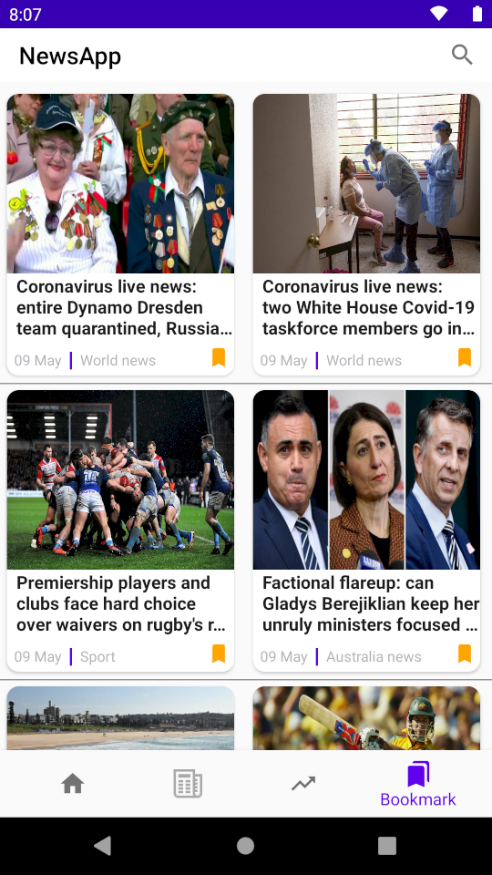 8:07
NewsApp
Coronavirus live news:
entire Dynamo Dresden
team quarantined, Russia...
09 May | World news
Coronavirus live news:
two White House Covid-19
taskforce members go in...
09 May | World news
Premiership players and
clubs face hard choice
over waivers on rugby's r...
09 May | Sport
Factional flareup: can
Gladys Berejiklian keep her
unruly ministers focused ...
09 May | Australia news
Bookmark